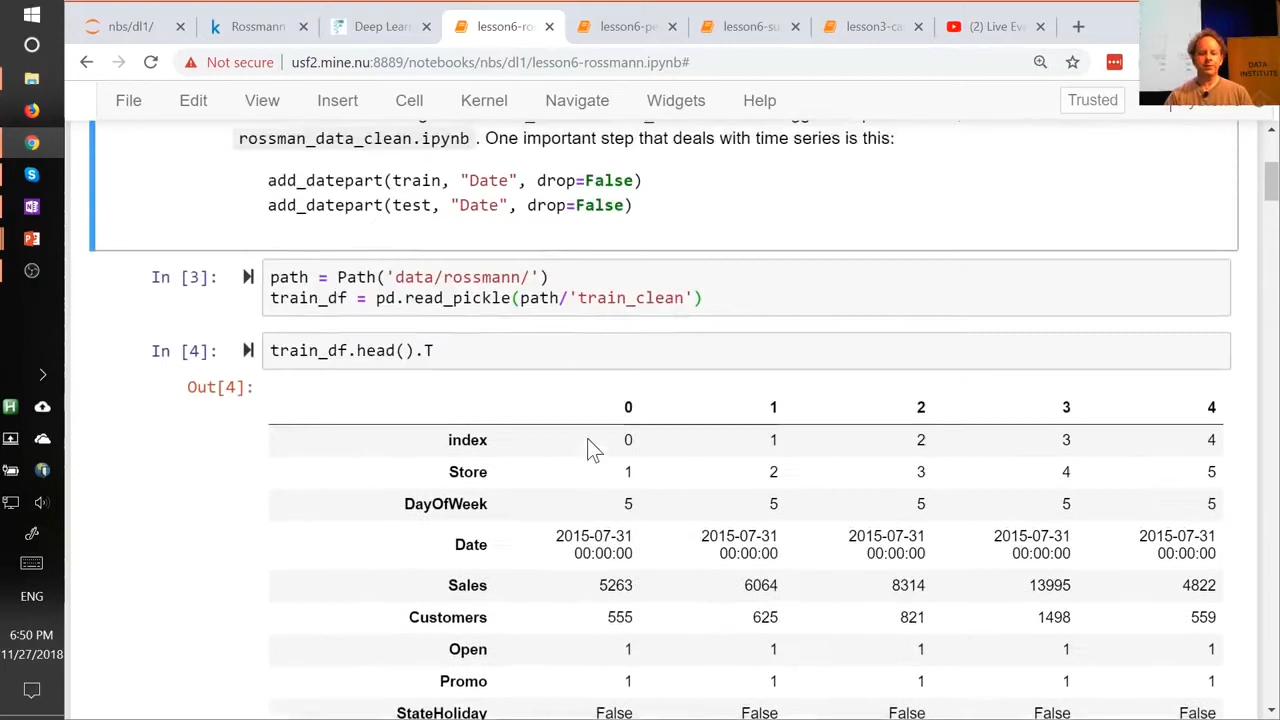 nbs/dl1/
Rossmann
Deep Learn
lesson6-ros
lesson6-pe
lesson6-su
lesson3-ca
(2) Live Eve
Not secure
usf2.mine.nu:8889/notebooks/nbs/dl1/lesson6-rossmann.ipynb#
DATA
INSTITUTE
File
Edit
View
Insert
Cell
Kernel
Navigate
Widgets
Help
Trusted
rossman_data_clean.ipynb . One important step that deals with time series is this:
add_datepart(train, "Date", drop=False)
add_datepart(test, "Date", drop=False)
In [3]:
path = Path('data/rossmann/')
train_df = pd.read_pickle(path/'train_clean')
In [4]:
train_df.head().T
Out[4]:
0 1 2 3 4
index 0 1 2 3 4
Store 1 2 3 4 5
DayOfWeek 5 5 5 5 5
Date 2015-07-31 00:00:00 2015-07-31 00:00:00 2015-07-31 00:00:00 2015-07-31 00:00:00 2015-07-31 00:00:00
Sales 5263 6064 8314 13995 4822
Customers 555 625 821 1498 559
Open 1 1 1 1 1
Promo 1 1 1 1 1
StateHoliday False False False False False
ENG
6:50 PM
11/27/2018